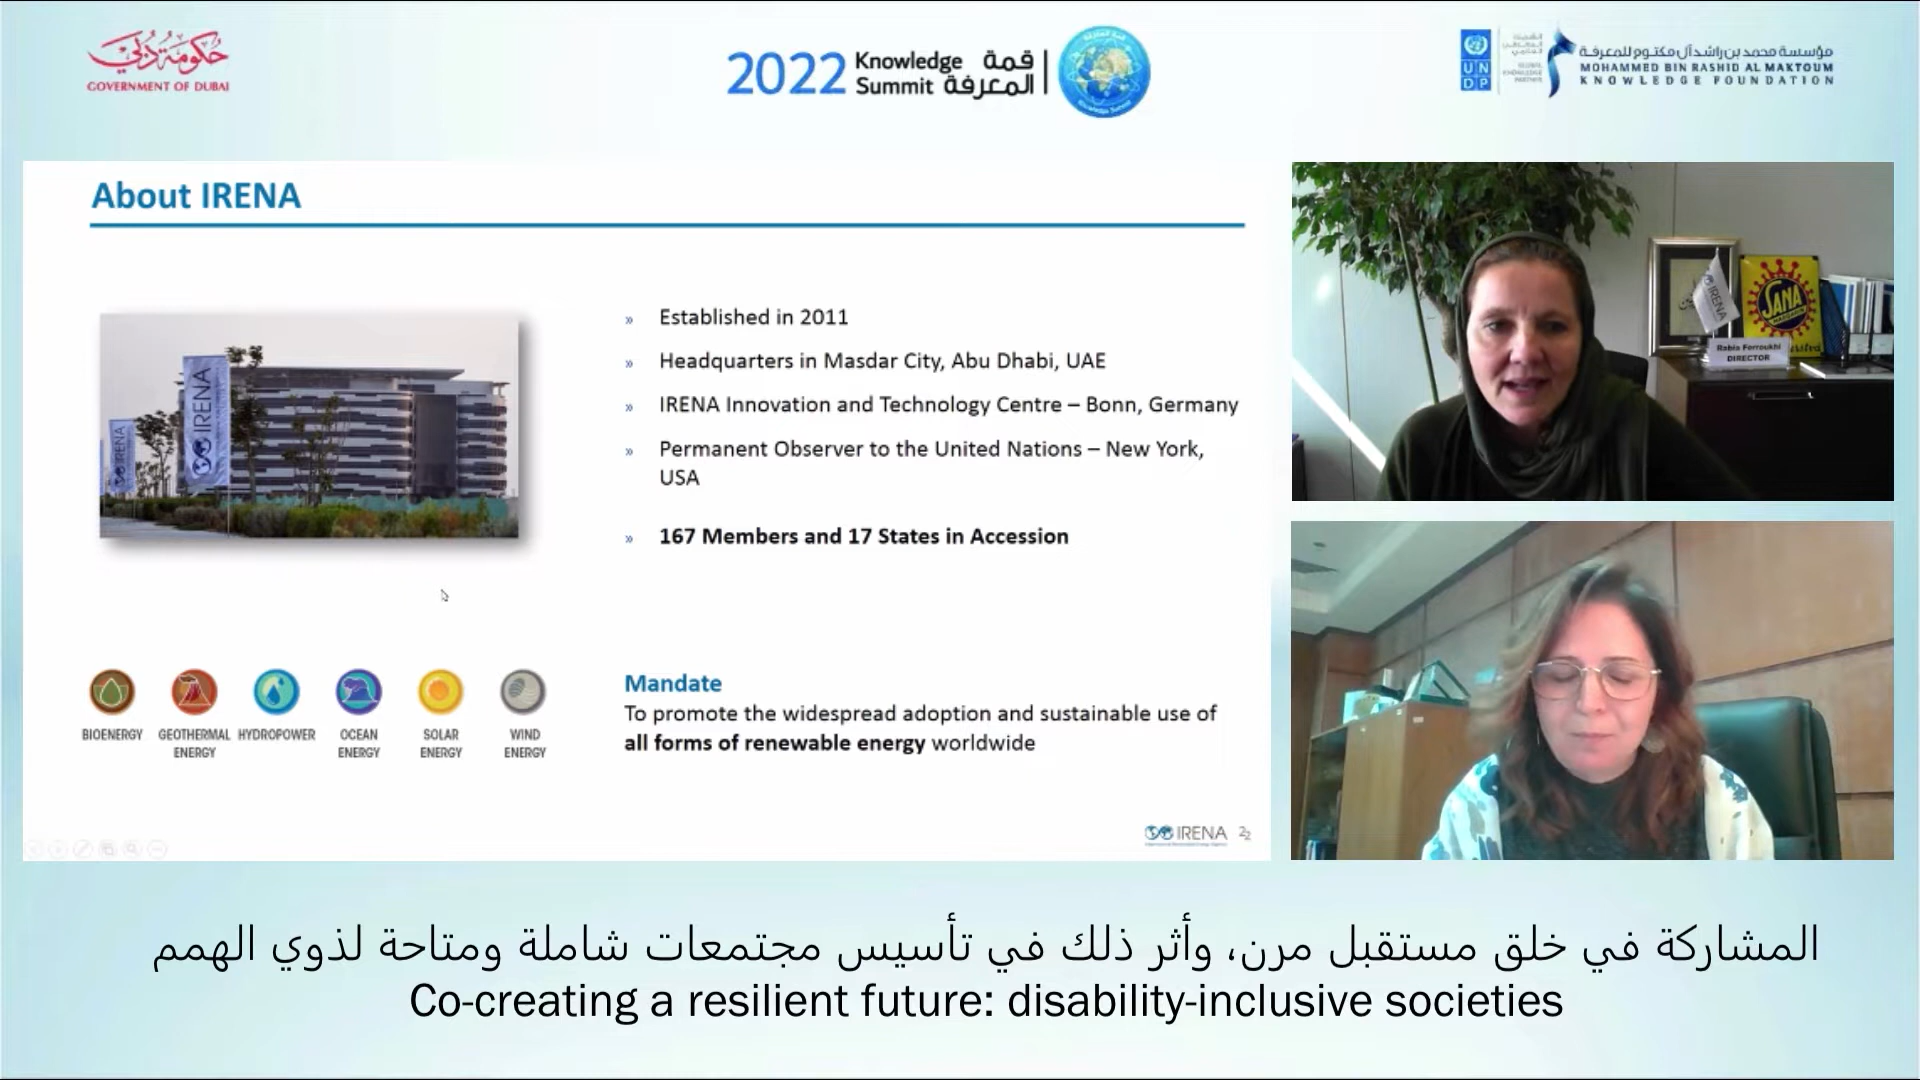 حكومة دبي
GOVERNMENT OF DUBAI
2022 Knowledge Summit
قمة المعرفة
UNDP
مؤسسة محمد بن راشد آل مكتوم للمعرفة
MOHAMMED BIN RASHID AL MAKTOUM
KNOWLEDGE FOUNDATION
About IRENA
IRENA
IRENA
» Established in 2011
» Headquarters in Masdar City, Abu Dhabi, UAE
» IRENA Innovation and Technology Centre – Bonn, Germany
» Permanent Observer to the United Nations – New York,
USA
» 167 Members and 17 States in Accession
BIOENERGY
GEOTHERMAL
ENERGY
HYDROPOWER
OCEAN
ENERGY
SOLAR
ENERGY
WIND
ENERGY
Mandate
To promote the widespread adoption and sustainable use of
all forms of renewable energy worldwide
IRENA
IRENA
SANA
Rabia Ferroukhi
DIRECTOR
المشاركة في خلق مستقبل مرن، وأثر ذلك في تأسيس مجتمعات شاملة ومتاحة لذوي الهمم
Co-creating a resilient future: disability-inclusive societies